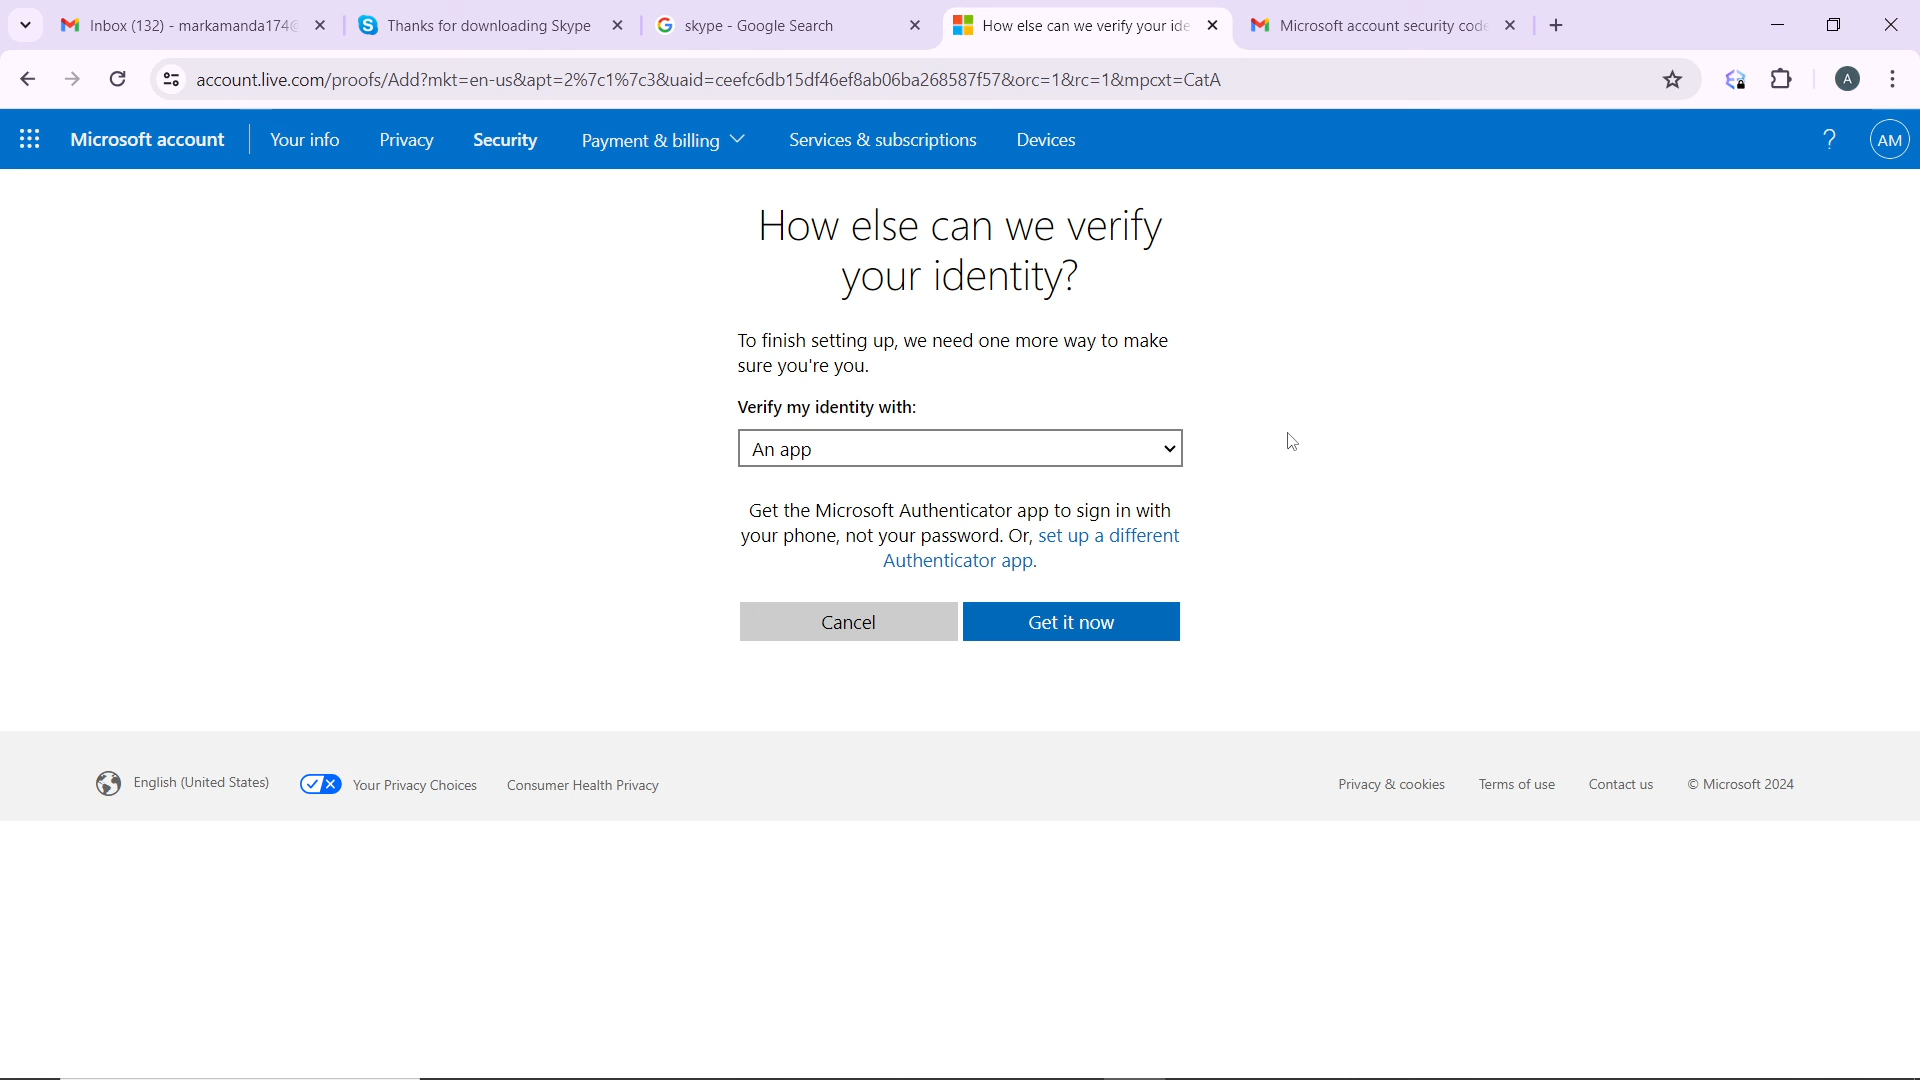 Inbox (132) - markamanda174@
Thanks for downloading Skype
skype - Google Search
How else can we verify your ide
Microsoft account security code
account.live.com/proofs/Add?mkt=en-us&apt=2%7c1%7c3&uaid=ceefc6db15df46ef8ab06ba268587f57&orc=1&rc=1&mpcxt=CatA
A
Microsoft account
Your info
Privacy
Security
Payment & billing
Services & subscriptions
Devices
?
AM
How else can we verify
your identity?
To finish setting up, we need one more way to make
sure you're you.
Verify my identity with:
An app
Get the Microsoft Authenticator app to sign in with
your phone, not your password. Or, set up a different
Authenticator app.
Cancel
Get it now
English (United States)
Your Privacy Choices
Consumer Health Privacy
Privacy & cookies
Terms of use
Contact us
© Microsoft 2024